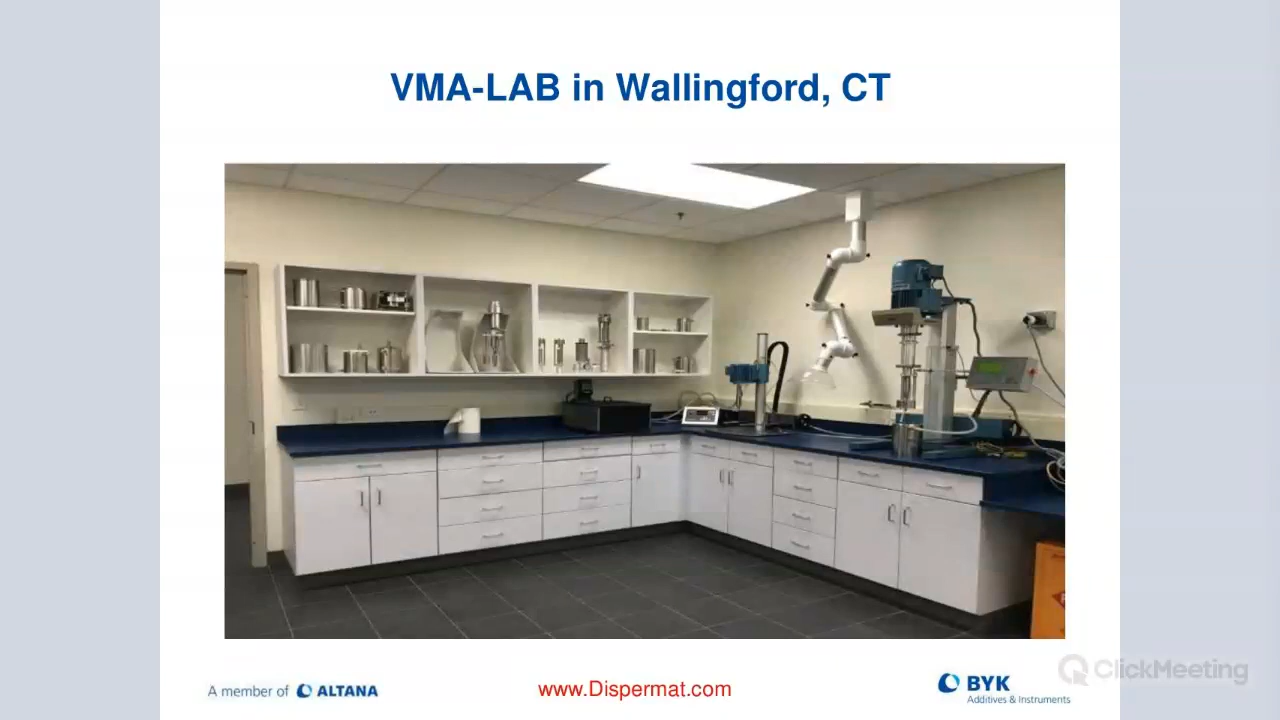 VMA-LAB in Wallingford, CT
A member of ALTANA
www.Dispermat.com
BYK
Additives & Instruments
ClickMeeting